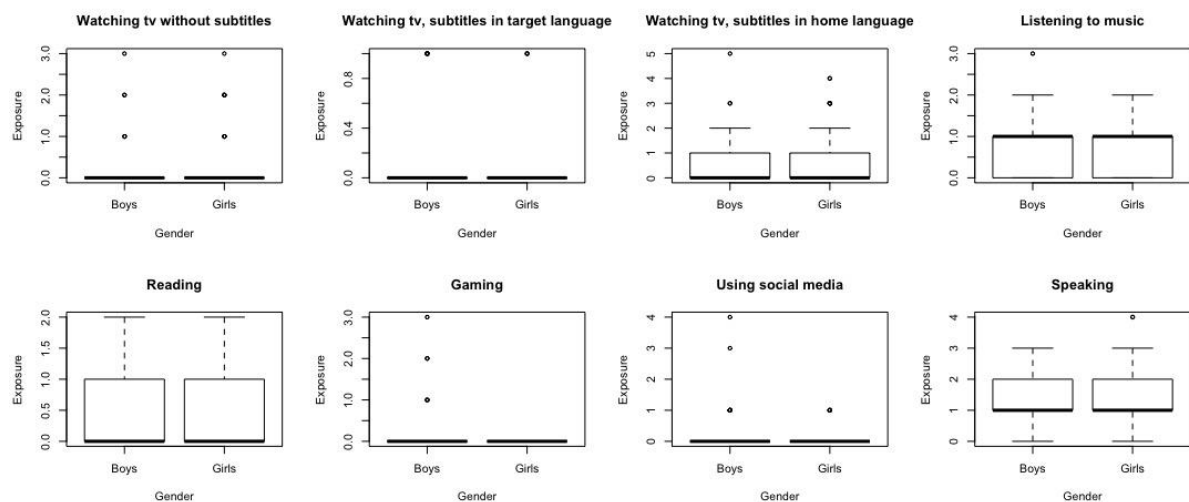 Watching tv without subtitles
Exposure
3.0
2.0
1.0
0.0
Boys Girls
Gender
Watching tv, subtitles in target language
Exposure
0.8
0.4
0.0
Boys Girls
Gender
Watching tv, subtitles in home language
Exposure
5
4
3
2
1
0
Boys Girls
Gender
Listening to music
Exposure
3.0
2.0
1.0
0.0
Boys Girls
Gender
Reading
Exposure
2.0
1.5
1.0
0.5
0.0
Boys Girls
Gender
Gaming
Exposure
3.0
2.0
1.0
0.0
Boys Girls
Gender
Using social media
Exposure
4
3
2
1
0
Boys Girls
Gender
Speaking
Exposure
4
3
2
1
0
Boys Girls
Gender